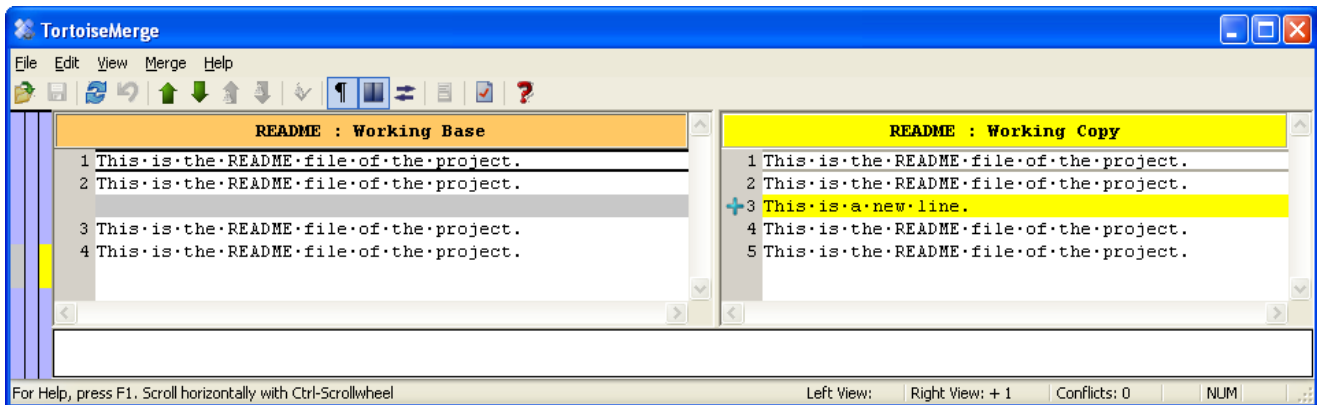 TortoiseMerge
File Edit View Merge Help
README : Working Base
1 This·is·the·README·file·of·the·project.
2 This·is·the·README·file·of·the·project.
3 This·is·the·README·file·of·the·project.
4 This·is·the·README·file·of·the·project.
README : Working Copy
1 This·is·the·README·file·of·the·project.
2 This·is·the·README·file·of·the·project.
3 This·is·a·new·line.
4 This·is·the·README·file·of·the·project.
5 This·is·the·README·file·of·the·project.
For Help, press F1. Scroll horizontally with Ctrl-Scrollwheel Left View: Right View: + 1 Conflicts: 0 NUM